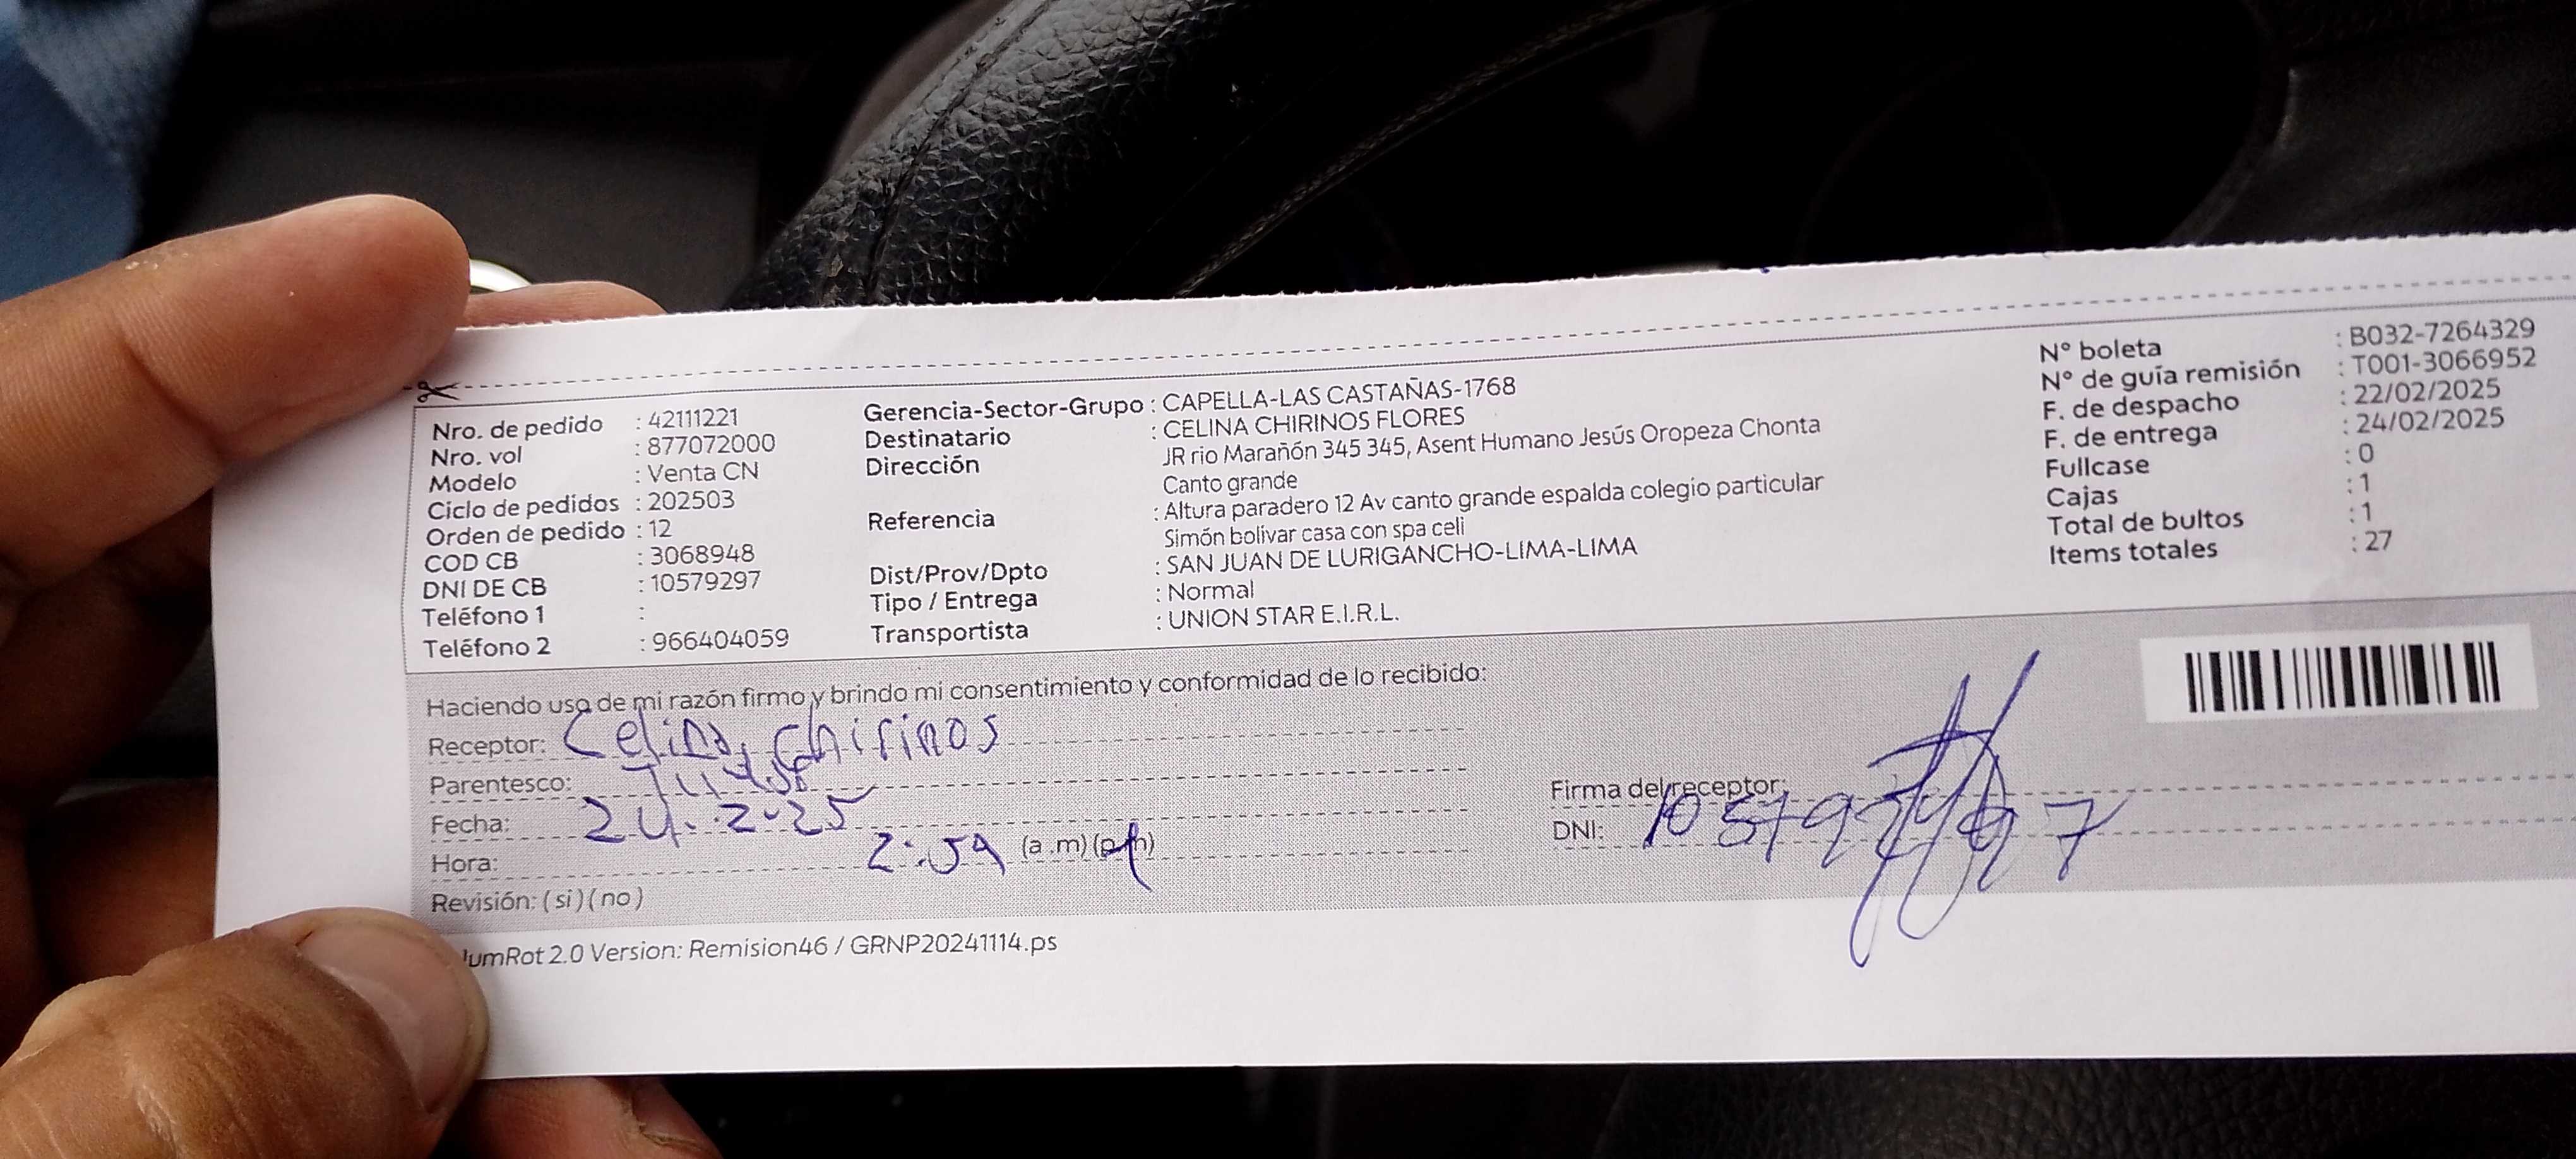 Nro. de pedido : 42111221
Nro. vol : 877072000
Modelo : Venta CN
Ciclo de pedidos : 202503
Orden de pedido : 12
COD CB : 3068948
DNI DE CB : 10579297
Teléfono 1 :
Teléfono 2 : 966404059
Gerencia-Sector-Grupo : CAPELLA-LAS CASTAÑAS-1768
Destinatario : CELINA CHIRINOS FLORES
Dirección JR rio Marañón 345 345, Asent Humano Jesús Oropeza Chonta
Canto grande
Referencia : Altura paradero 12 Av canto grande espalda colegio particular
Simón bolivar casa con spa celi
Dist/Prov/Dpto : SAN JUAN DE LURIGANCHO-LIMA-LIMA
Tipo / Entrega : Normal
Transportista : UNION STAR E.I.R.L.
N° boleta : B032-7264329
N° de guía remisión : T001-3066952
F. de despacho : 22/02/2025
F. de entrega : 24/02/2025
Fullcase : 0
Cajas : 1
Total de bultos : 1
Items totales : 27
Haciendo uso de mi razón firmo y brindo mi consentimiento y conformidad de lo recibido:
Receptor: Celina Chirinos
Parentesco:
Fecha: 24.2.25
Hora: 2:59 (a .m) (p m)
Revisión: ( si ) ( no )
Firma del receptor:
DNI: 10579297
umRot 2.0 Version: Remision46 / GRNP20241114.ps